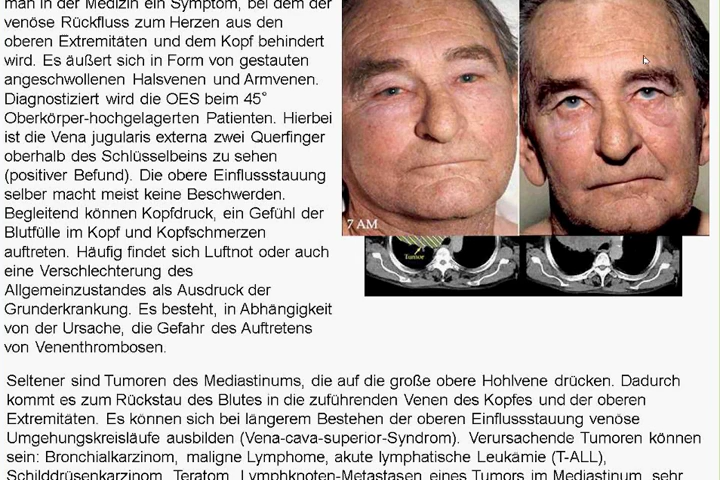 man in der Medizin ein Symptom, bei dem der
venöse Rückfluss zum Herzen aus den
oberen Extremitäten und dem Kopf behindert
wird. Es äußert sich in Form von gestauten
angeschwollenen Halsvenen und Armvenen.
Diagnostiziert wird die OES beim 45°
Oberkörper-hochgelagerten Patienten. Hierbei
ist die Vena jugularis externa zwei Querfinger
oberhalb des Schlüsselbeins zu sehen
(positiver Befund). Die obere Einflussstauung
selber macht meist keine Beschwerden.
Begleitend können Kopfdruck, ein Gefühl der
Blutfülle im Kopf und Kopfschmerzen
auftreten. Häufig findet sich Luftnot oder auch
eine Verschlechterung des
Allgemeinzustandes als Ausdruck der
Grunderkrankung. Es besteht, in Abhängigkeit
von der Ursache, die Gefahr des Auftretens
von Venenthrombosen.
7 AM
Tumor
Seltener sind Tumoren des Mediastinums, die auf die große obere Hohlvene drücken. Dadurch
kommt es zum Rückstau des Blutes in die zuführenden Venen des Kopfes und der oberen
Extremitäten. Es können sich bei längerem Bestehen der oberen Einflussstauung venöse
Umgehungskreisläufe ausbilden (Vena-cava-superior-Syndrom). Verursachende Tumoren können
sein: Bronchialkarzinom, maligne Lymphome, akute lymphatische Leukämie (T-ALL),
Schilddrüsenkarzinom, Teratom, Lymphknoten-Metastasen eines Tumors im Mediastinum, sehr